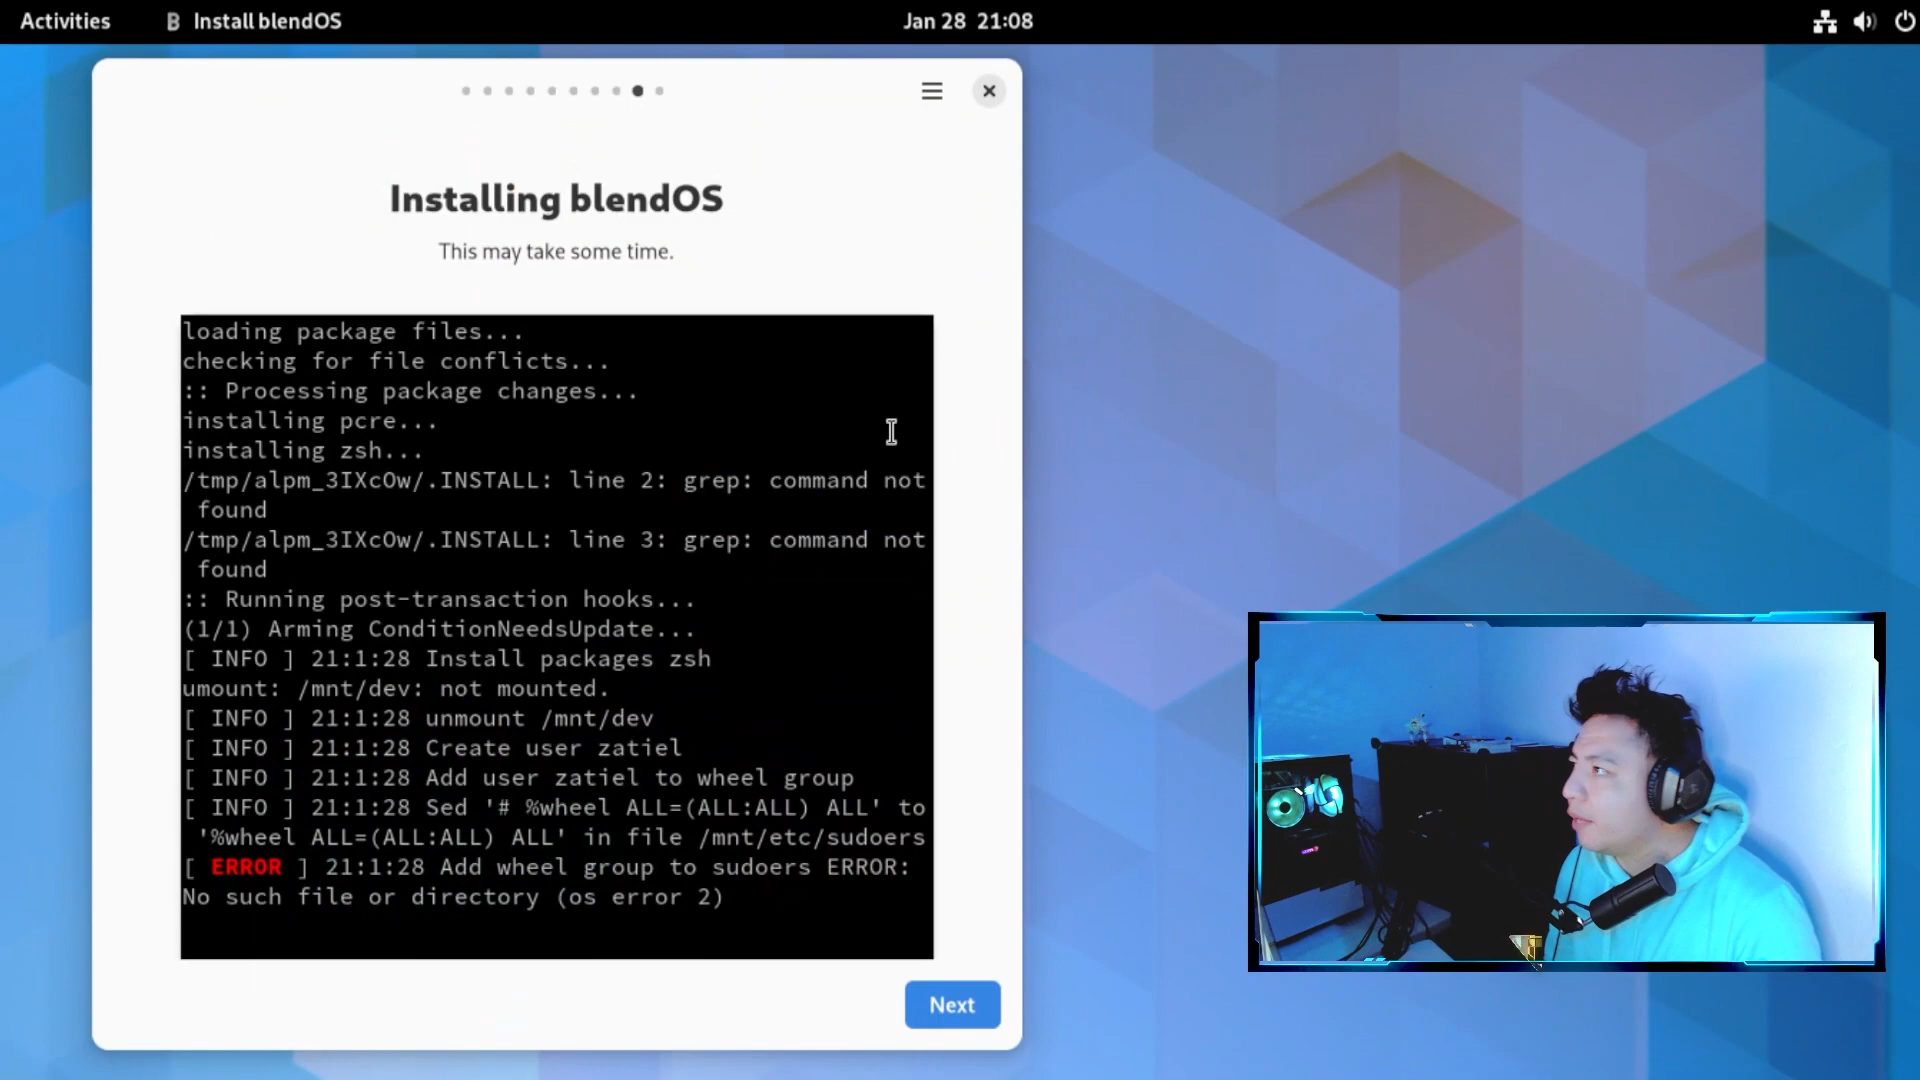 Activities
B Install blendOS
Jan 28 21:08
Installing blendOS
This may take some time.
loading package files...
checking for file conflicts...
:: Processing package changes...
installing pcre...
installing zsh...
/tmp/alpm_3IXcOw/.INSTALL: line 2: grep: command not
found
/tmp/alpm_3IXcOw/.INSTALL: line 3: grep: command not
found
:: Running post-transaction hooks...
(1/1) Arming ConditionNeedsUpdate...
[ INFO ] 21:1:28 Install packages zsh
umount: /mnt/dev: not mounted.
[ INFO ] 21:1:28 unmount /mnt/dev
[ INFO ] 21:1:28 Create user zatiel
[ INFO ] 21:1:28 Add user zatiel to wheel group
[ INFO ] 21:1:28 Sed '# %wheel ALL=(ALL:ALL) ALL' to
'%wheel ALL=(ALL:ALL) ALL' in file /mnt/etc/sudoers
[ ERROR ] 21:1:28 Add wheel group to sudoers ERROR:
No such file or directory (os error 2)
Next